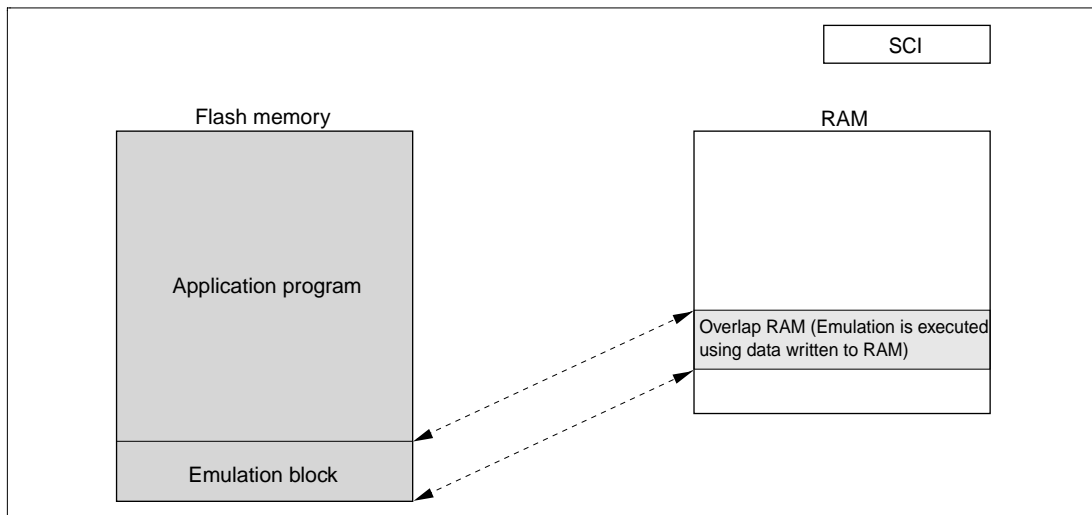 SCI
Flash memory
RAM
Application program
Overlap RAM (Emulation is executed
using data written to RAM)
Emulation block